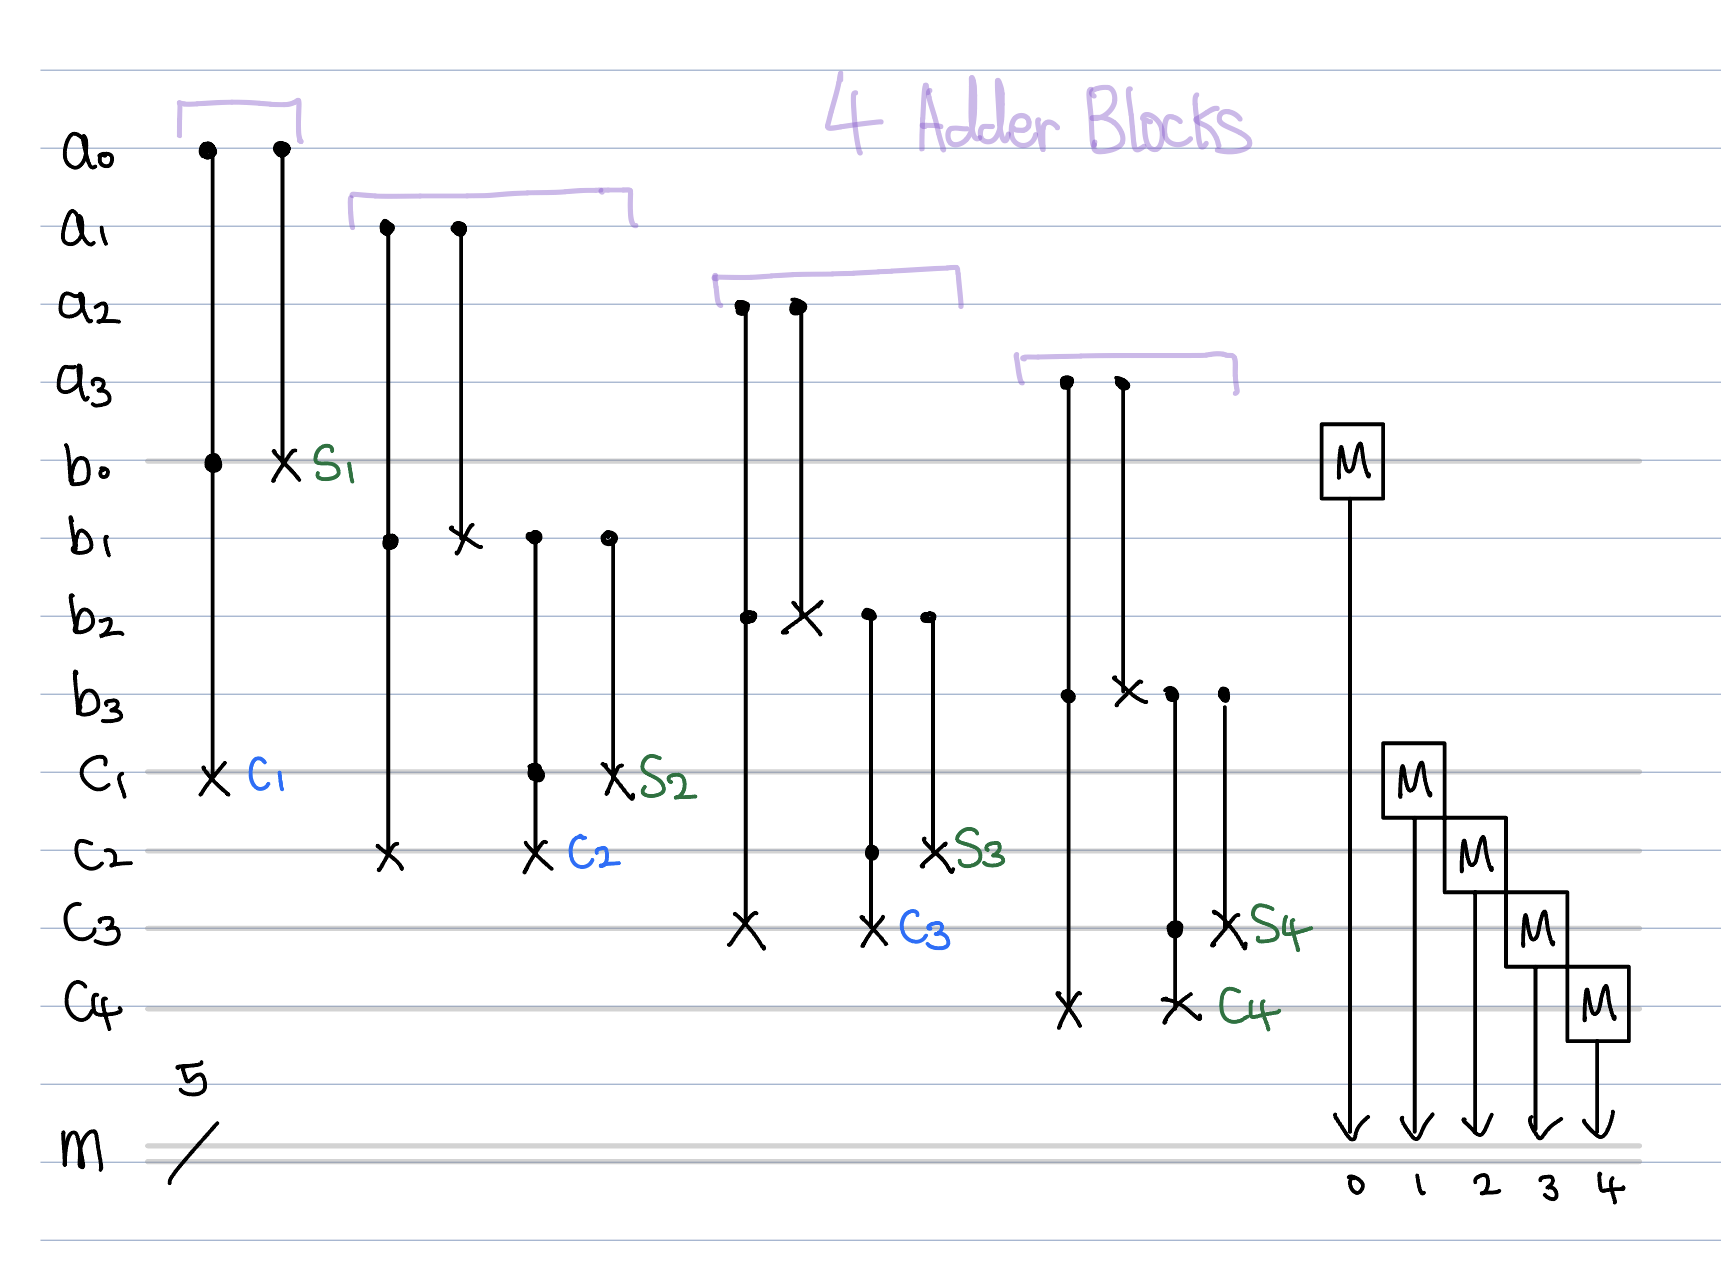 4 Adder Blocks
a0
a1
a2
a3
b0 S1 M
b1
b2
b3
C1 C1 S2 M
C2 C2 S3 M
C3 C3 S4 M
C4 C4 M
5
m
0 1 2 3 4